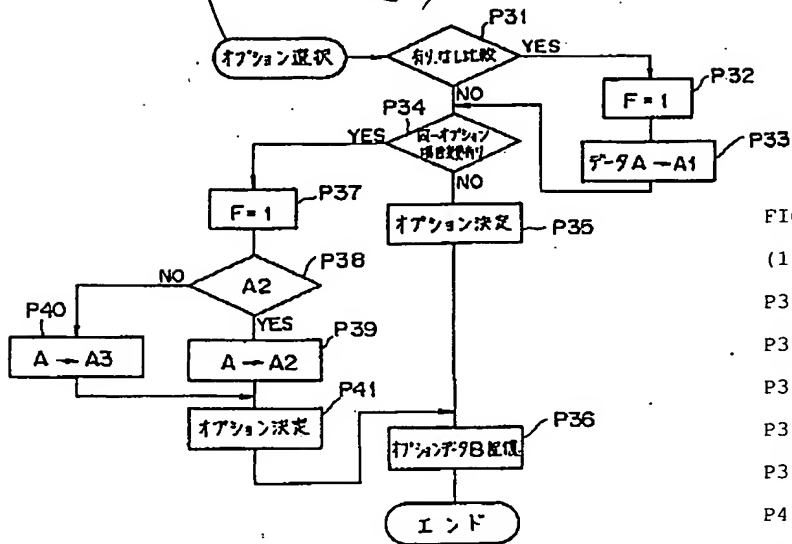 P31
オプション選択
有り、なし比較
YES
P32
NO
F=1
P34
P33
YES
同一オプション
項目変更有り
データA→A1
NO
P37
F=1
オプション決定
P35
P38
NO
A2
P40
YES
P39
A→A3
A→A2
P41
オプション決定
P36
オプションデータB記憶
エンド
FI
(1
P3
P3
P3
P3
P3
P4